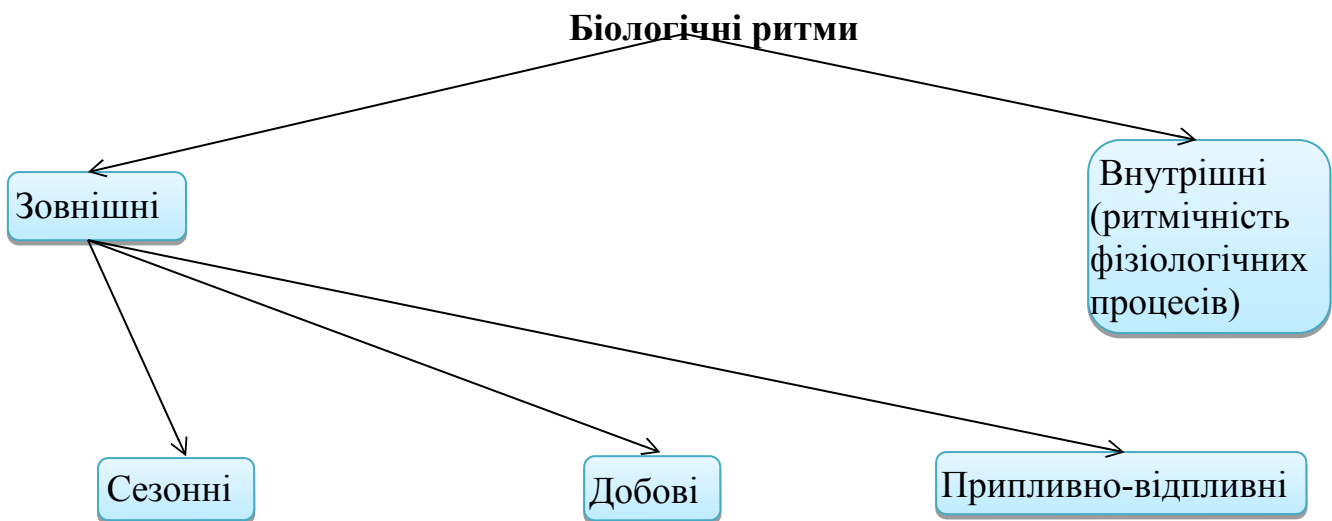 Біологічні ритми
Зовнішні
Внутрішні
(ритмічність
фізіологічних
процесів)
Сезонні
Добові
Припливно-відпливні